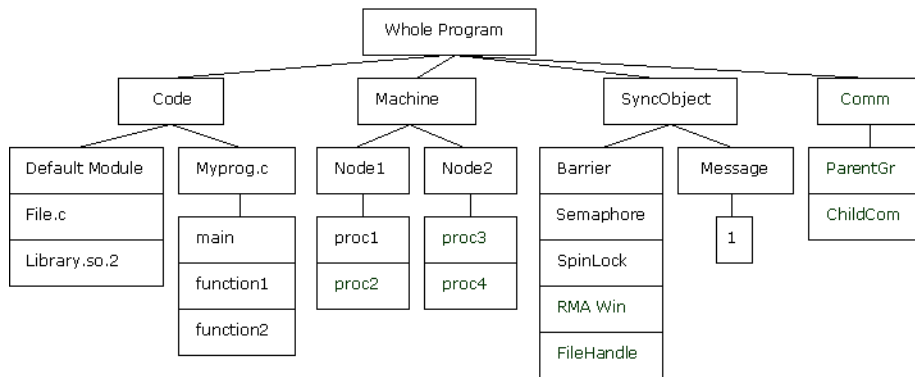 Whole Program
Code
Machine
SyncObject
Comm
Default Module
File.c
Library.so.2
Myprog.c
main
function1
function2
Node1
proc1
proc2
Node2
proc3
proc4
Barrier
Semaphore
SpinLock
RMA Win
FileHandle
Message
1
ParentGr
ChildCom